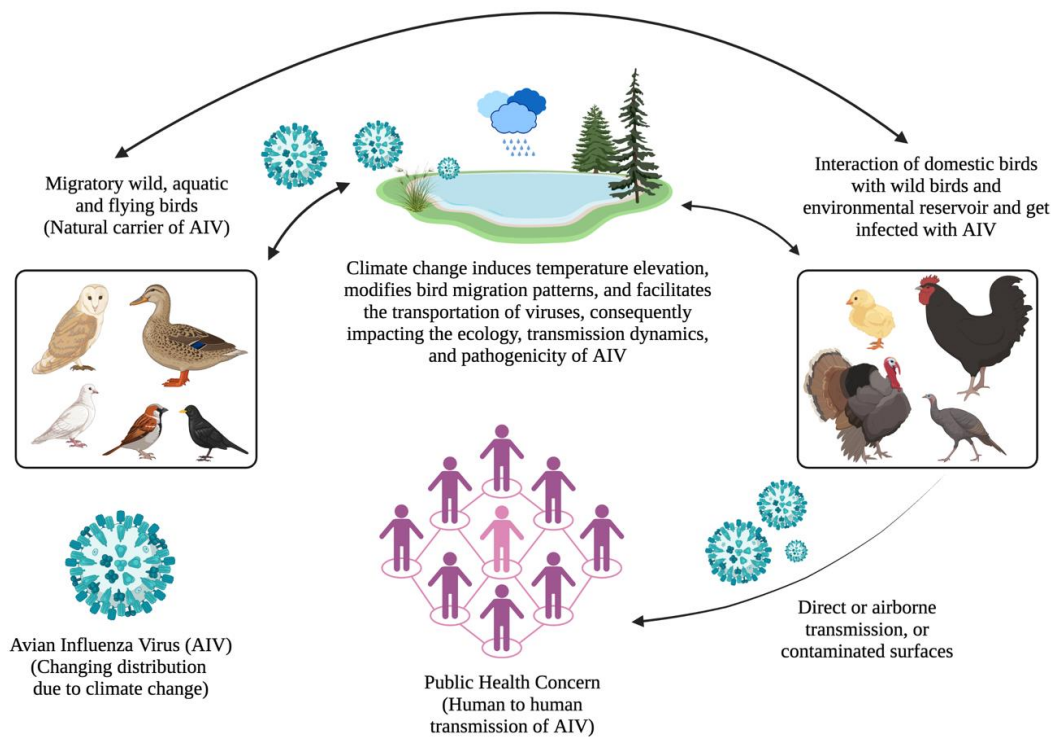 Migratory wild, aquatic
and flying birds
(Natural carrier of AIV)
Interaction of domestic birds
with wild birds and
environmental reservoir and get
infected with AIV
Climate change induces temperature elevation,
modifies bird migration patterns, and facilitates
the transportation of viruses, consequently
impacting the ecology, transmission dynamics,
and pathogenicity of AIV
Avian Influenza Virus (AIV)
(Changing distribution
due to climate change)
Public Health Concern
(Human to human
transmission of AIV)
Direct or airborne
transmission, or
contaminated surfaces